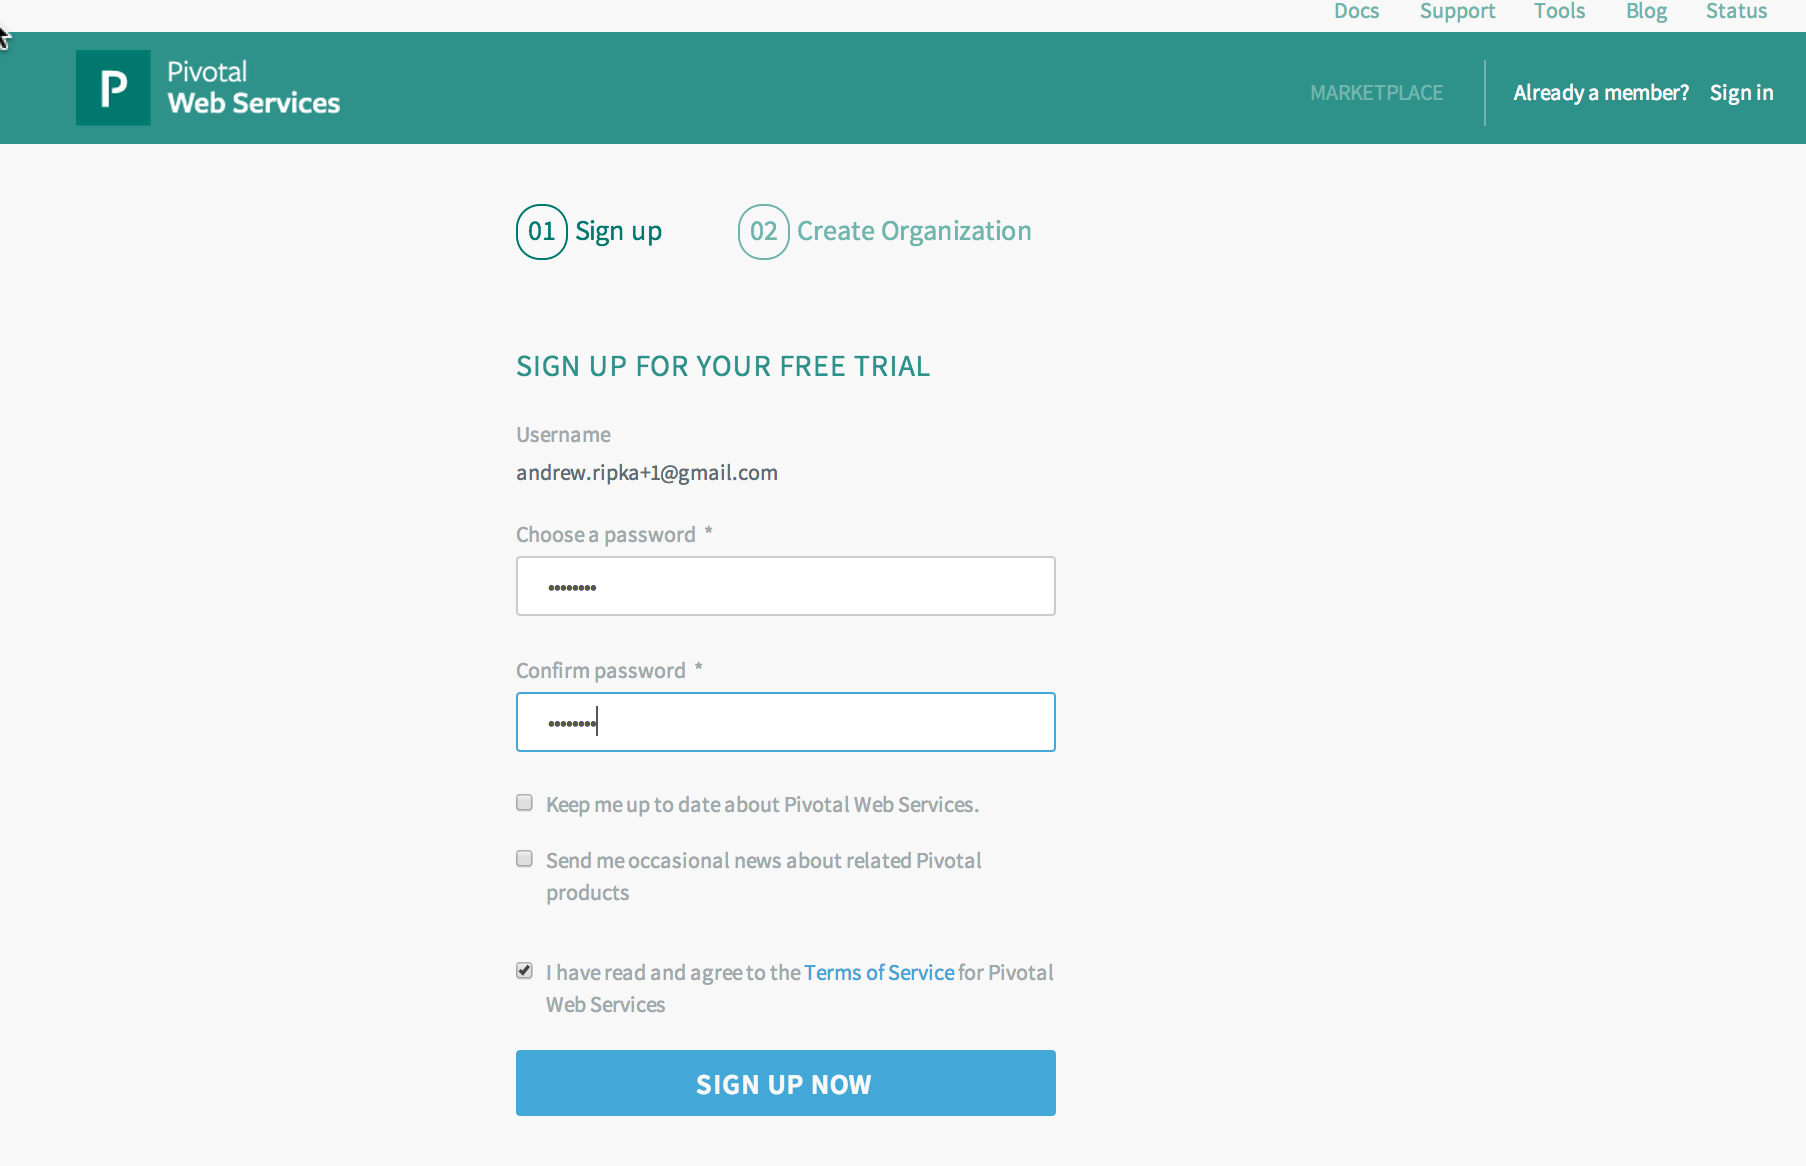 Docs Support Tools Blog Status
P
Pivotal
Web Services
MARKETPLACE Already a member? Sign in
01 Sign up 02 Create Organization
SIGN UP FOR YOUR FREE TRIAL
Username
andrew.ripka+1@gmail.com
Choose a password *
••••••••
Confirm password *
••••••••
Keep me up to date about Pivotal Web Services.
Send me occasional news about related Pivotal
products
I have read and agree to the Terms of Service for Pivotal
Web Services
SIGN UP NOW